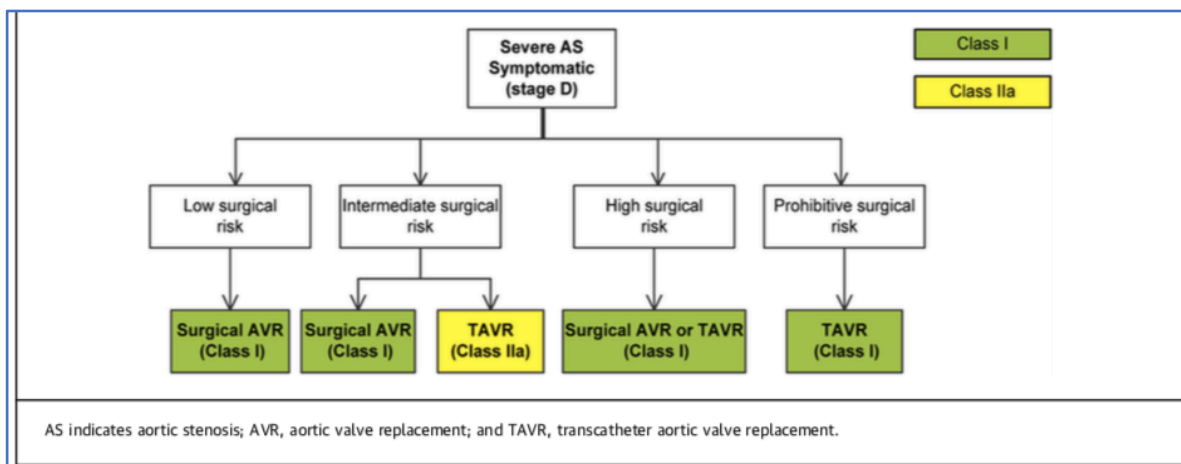 Severe AS
Symptomatic
(stage D)
Class I
Class IIa
Low surgical
risk
Intermediate surgical
risk
High surgical
risk
Prohibitive surgical
risk
Surgical AVR
(Class I)
Surgical AVR
(Class I)
TAVR
(Class IIa)
Surgical AVR or TAVR
(Class I)
TAVR
(Class I)
AS indicates aortic stenosis; AVR, aortic valve replacement; and TAVR, transcatheter aortic valve replacement.